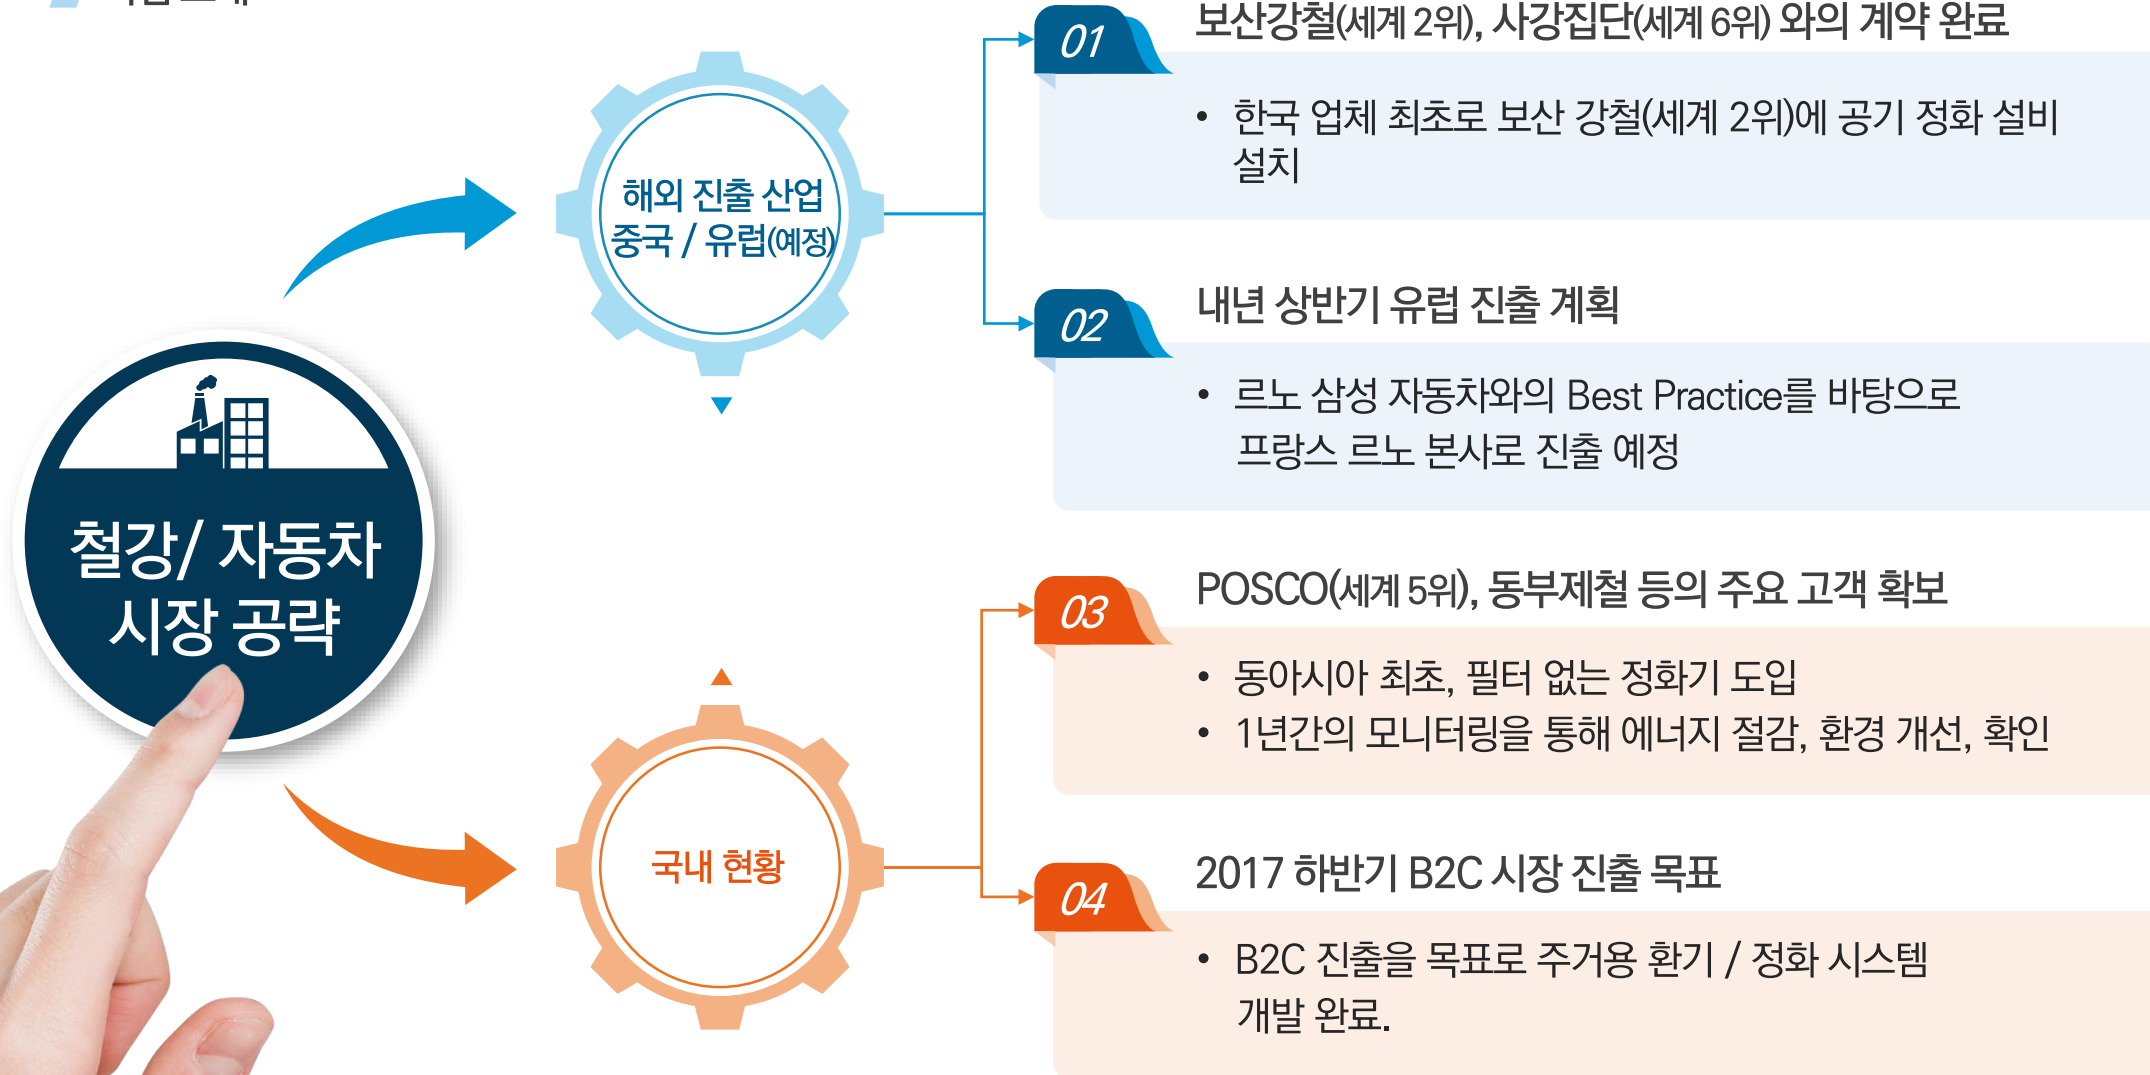 철강/ 자동차
시장 공략
해외 진출 산업
중국 / 유럽(예정)
01
보산강철(세계 2위), 사강집단(세계 6위) 와의 계약 완료
• 한국 업체 최초로 보산 강철(세계 2위)에 공기 정화 설비
설치
02
내년 상반기 유럽 진출 계획
• 르노 삼성 자동차와의 Best Practice를 바탕으로
프랑스 르노 본사로 진출 예정
국내 현황
03
POSCO(세계 5위), 동부제철 등의 주요 고객 확보
• 동아시아 최초, 필터 없는 정화기 도입
• 1년간의 모니터링을 통해 에너지 절감, 환경 개선, 확인
04
2017 하반기 B2C 시장 진출 목표
• B2C 진출을 목표로 주거용 환기 / 정화 시스템
개발 완료.